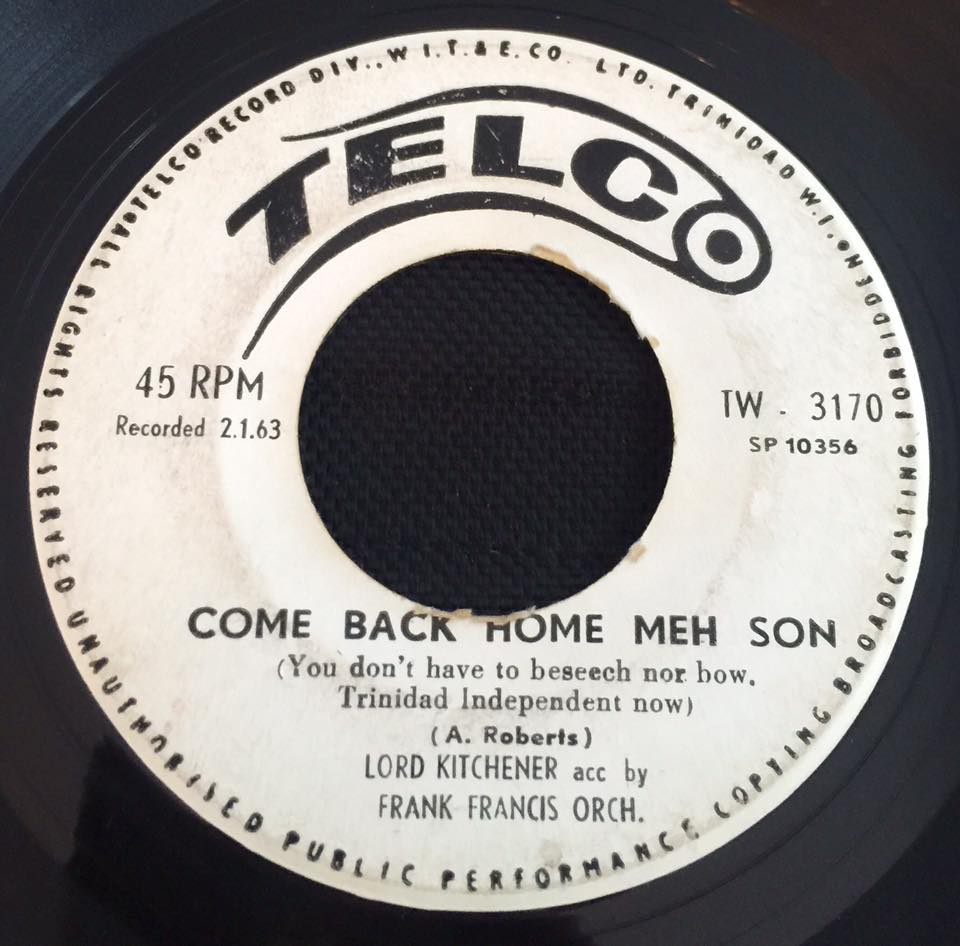 TELCO RECORD DIV., W I.T. & E. CO. LTD. TRINIDAD W.I. FORBIDDEN
ALL RIGHTS RESERVED UNAUTHORISED PUBLIC PERFORMANCE COPYING BROADCASTING
TELCO
45 RPM
Recorded 2.1.63
TW - 3170
SP 10356
COME BACK HOME MEH SON
(You don't have to beseech nor bow.
Trinidad Independent now)
(A. Roberts)
LORD KITCHENER acc by
FRANK FRANCIS ORCH.